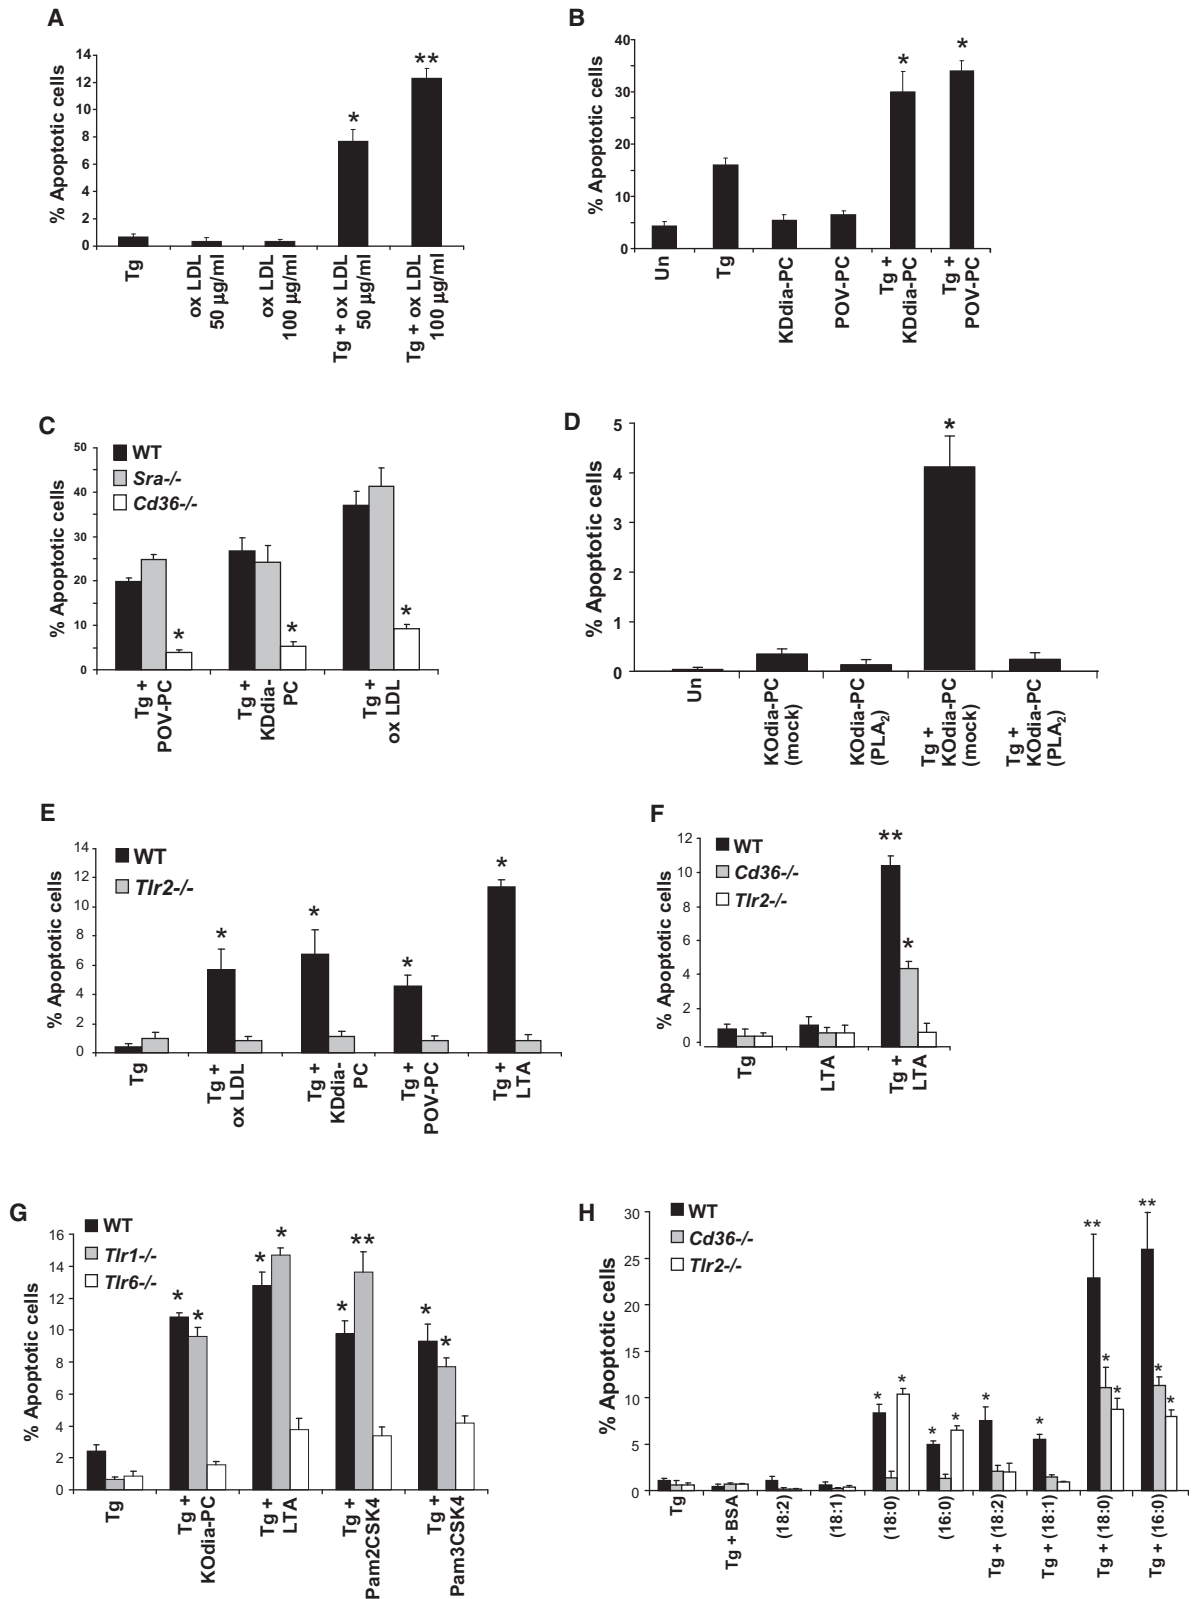 A
% Apoptotic cells
14
12
10
8
6
4
2
0
*
**
Tg
ox LDL
50 µg/ml
ox LDL
100 µg/ml
Tg + ox LDL
50 µg/ml
Tg + ox LDL
100 µg/ml
B
% Apoptotic cells
40
30
20
10
0
*
*
Un
Tg
KDdia-PC
POV-PC
Tg +
KDdia-PC
Tg +
POV-PC
C
% Apoptotic cells
50
40
30
20
10
0
WT
Sra-/-
Cd36-/-
*
*
*
Tg +
POV-PC
Tg +
KDdia-
PC
Tg +
ox LDL
D
% Apoptotic cells
5
4
3
2
1
0
*
Un
KOdia-PC
(mock)
KOdia-PC
(PLA₂)
Tg +
KOdia-PC
(mock)
Tg +
KOdia-PC
(PLA₂)
E
% Apoptotic cells
14
12
10
8
6
4
2
0
WT
Tlr2-/-
*
*
*
*
Tg
Tg +
ox LDL
Tg +
KDdia-
PC
Tg +
POV-PC
Tg +
LTA
F
% Apoptotic cells
12
10
8
6
4
2
0
WT
Cd36-/-
Tlr2-/-
**
*
Tg
LTA
Tg +
LTA
G
% Apoptotic cells
16
14
12
10
8
6
4
2
0
WT
Tlr1-/-
Tlr6-/-
*
*
*
*
*
**
*
*
Tg
Tg +
KOdia-PC
Tg +
LTA
Tg +
Pam2CSK4
Tg +
Pam3CSK4
H
% Apoptotic cells
30
25
20
15
10
5
0
WT
Cd36-/-
Tlr2-/-
*
*
*
*
*
*
**
*
*
**
*
*
Tg
Tg + BSA
(18:2)
(18:1)
(18:0)
(16:0)
Tg + (18:2)
Tg + (18:1)
Tg + (18:0)
Tg + (16:0)